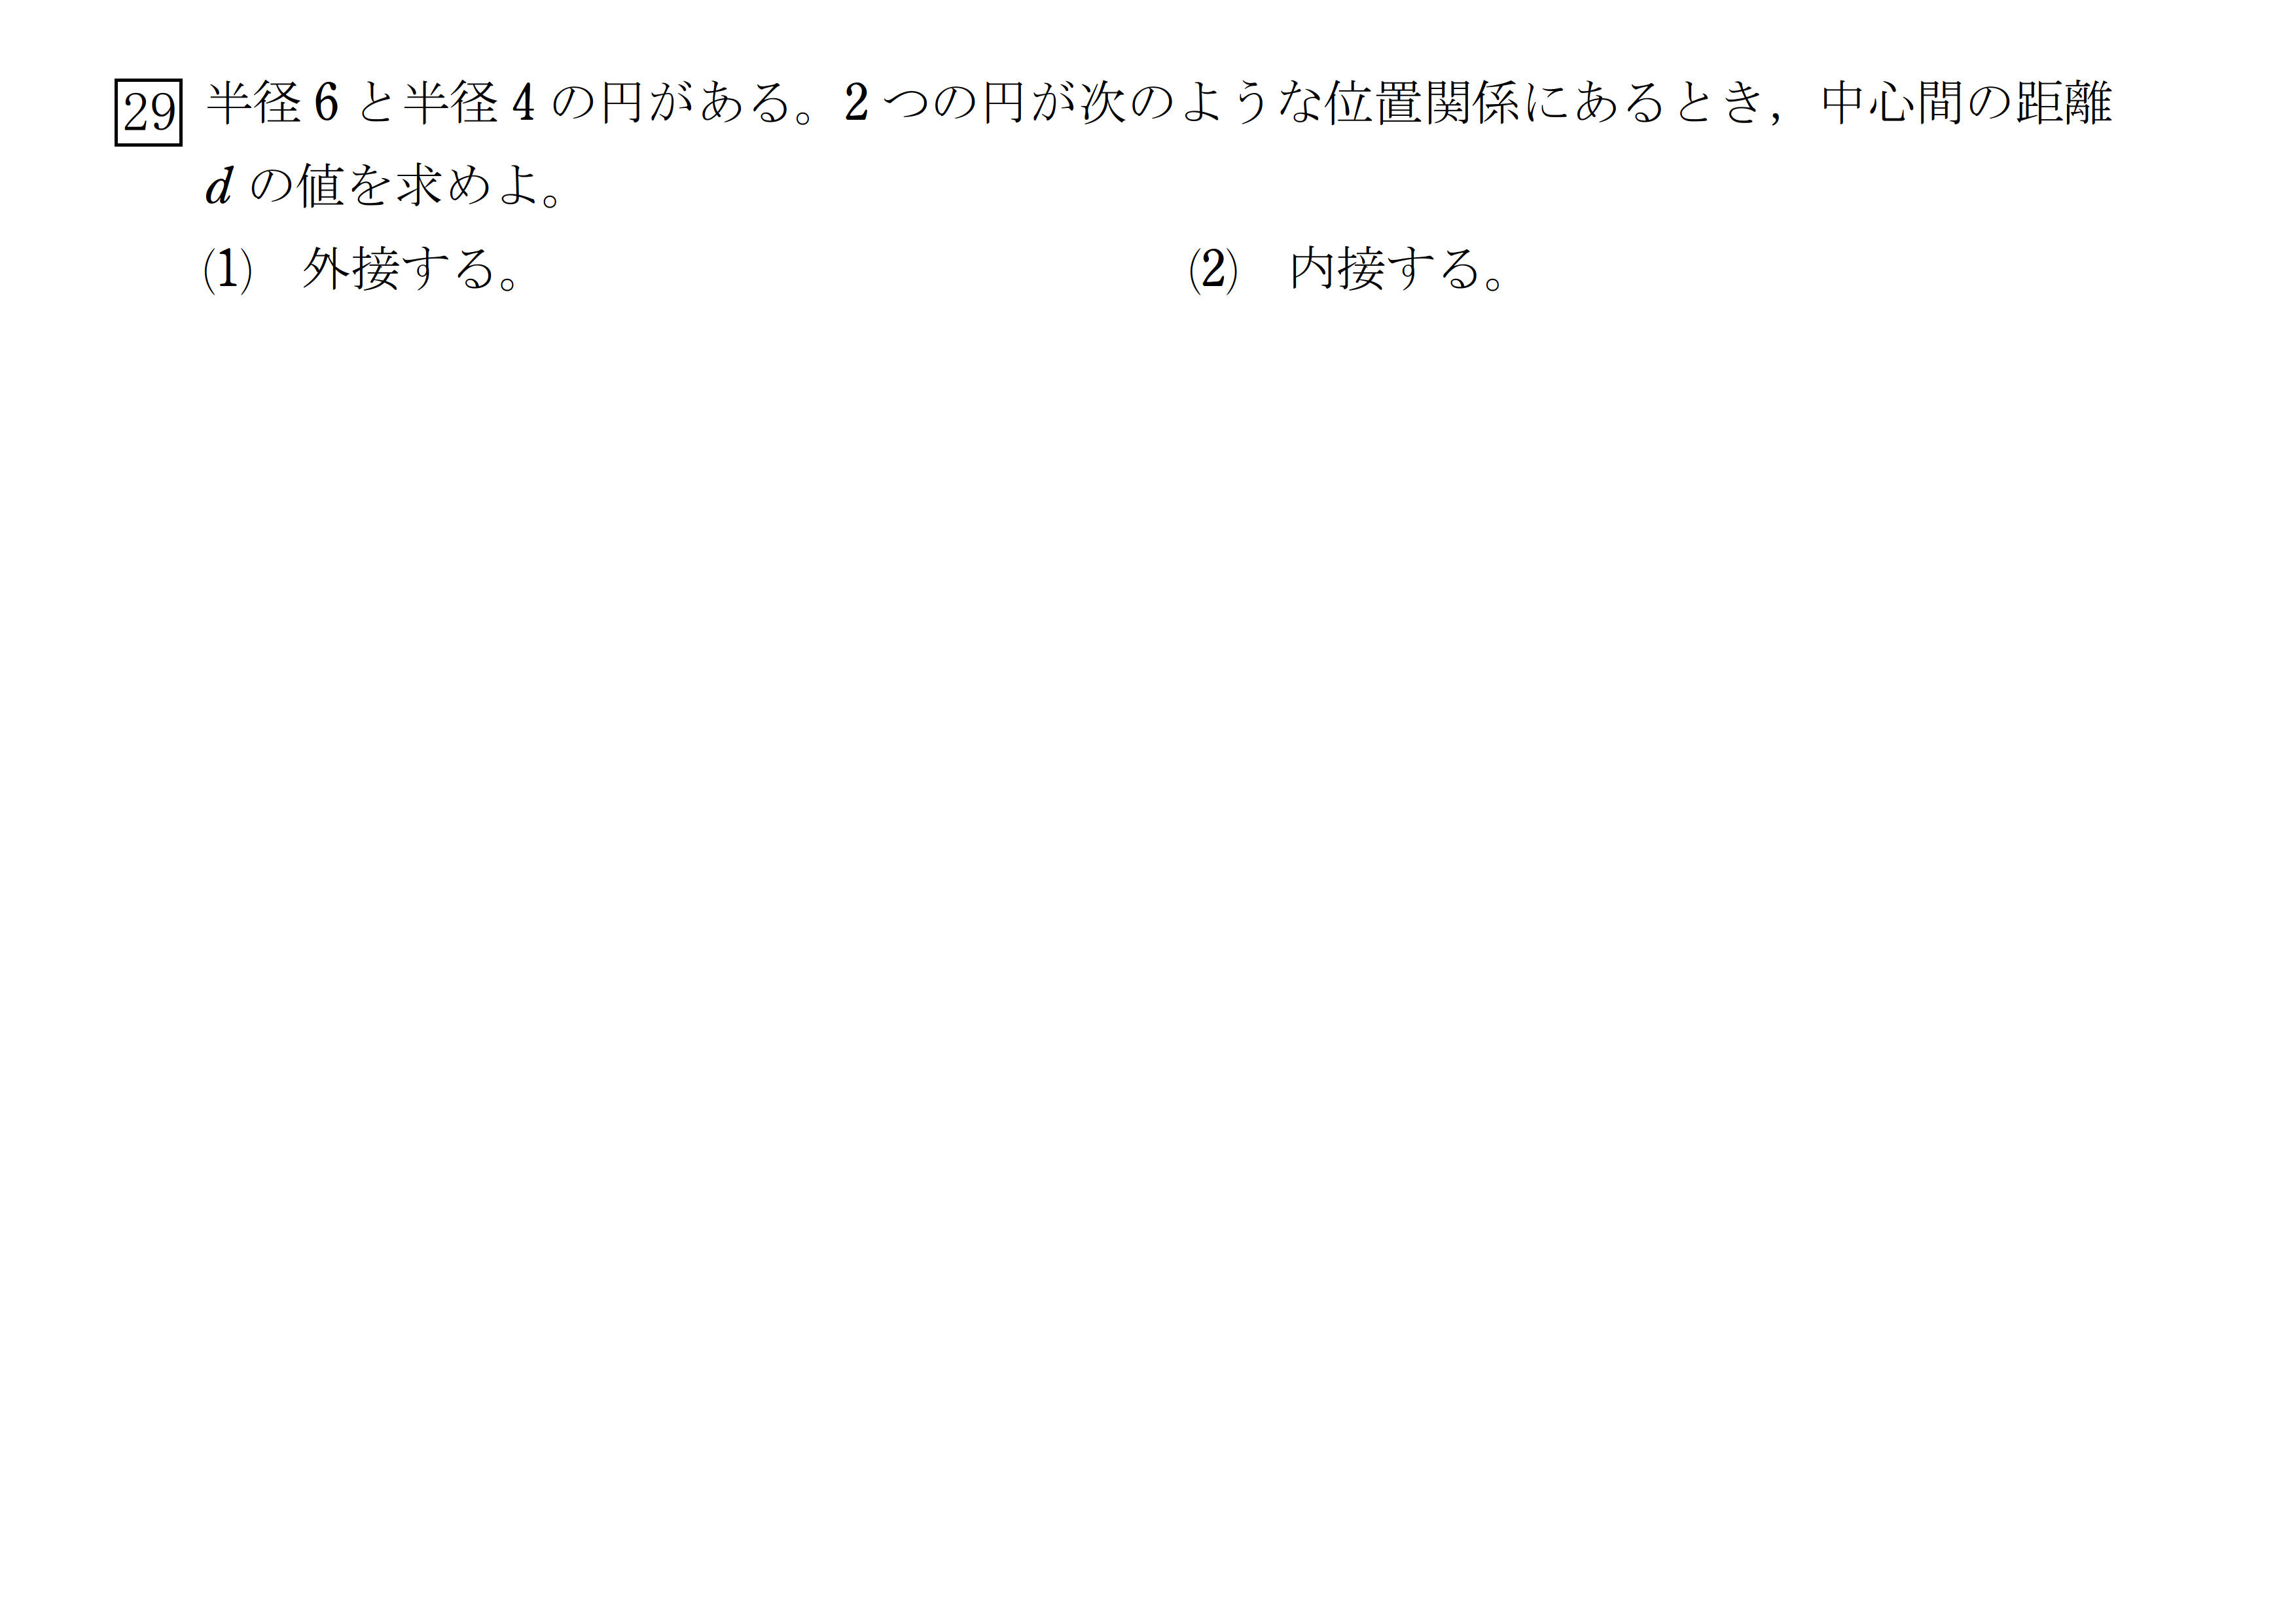 29 半径 6 と半径 4 の円がある。2 つの円が次のような位置関係にあるとき，中心間の距離
d の値を求めよ。
(1)　外接する。　(2)　内接する。